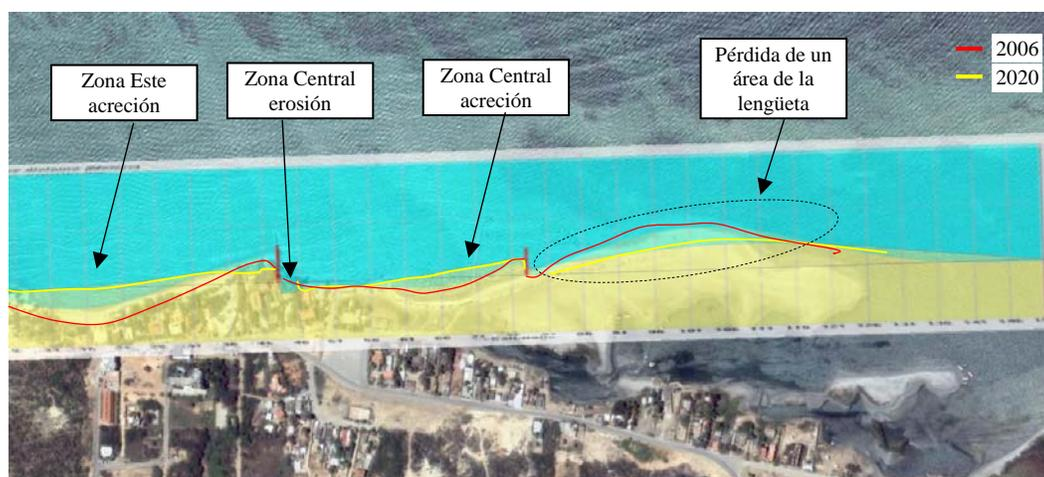 Zona Este
acreción
Zona Central
erosión
Zona Central
acreción
Pérdida de un
área de la
lengüeta
2006
2020